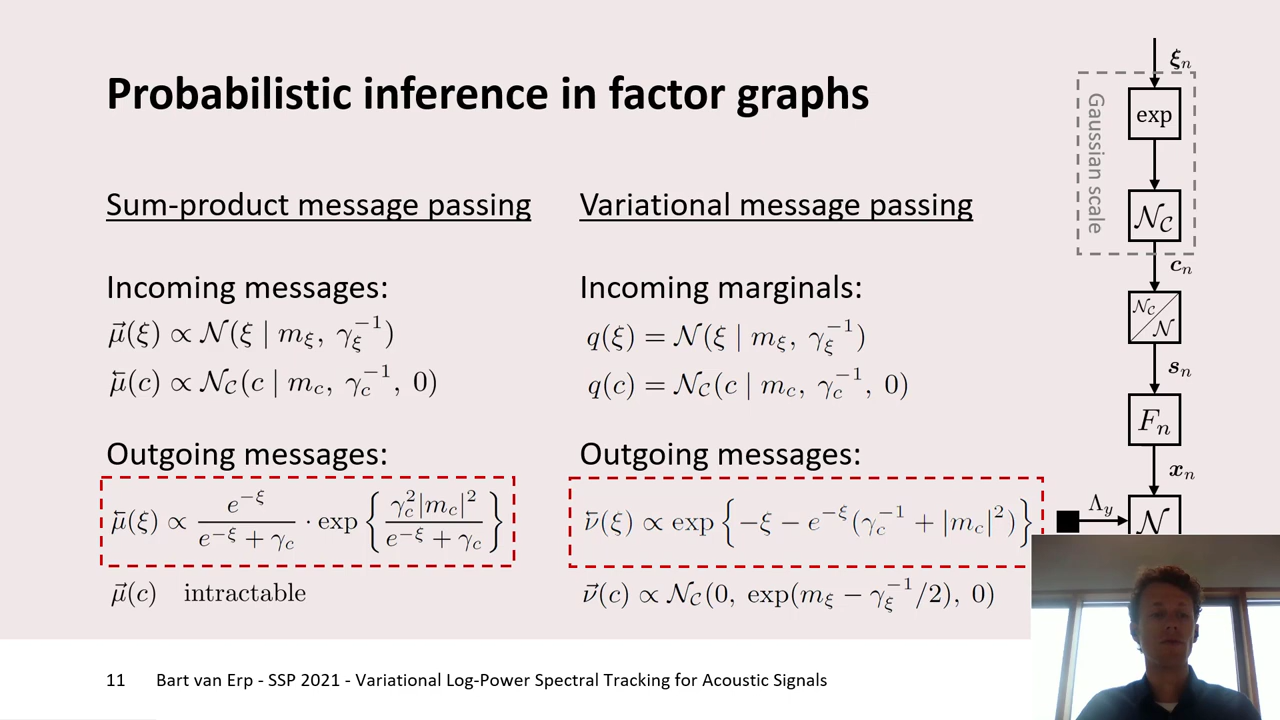 Probabilistic inference in factor graphs
Sum-product message passing
Incoming messages:
μ⃗(ξ) ∝ 𝒩(ξ | m_ξ, γ_ξ^{-1})
μ⃖(c) ∝ 𝒩_𝒞(c | m_c, γ_c^{-1}, 0)
Outgoing messages:
μ⃖(ξ) ∝ \frac{e^{-ξ}}{e^{-ξ} + γ_c} · exp { \frac{γ_c^2 |m_c|^2}{e^{-ξ} + γ_c} }
μ⃗(c) intractable
Variational message passing
Incoming marginals:
q(ξ) = 𝒩(ξ | m_ξ, γ_ξ^{-1})
q(c) = 𝒩_𝒞(c | m_c, γ_c^{-1}, 0)
Outgoing messages:
ν⃖(ξ) ∝ exp { -ξ - e^{-ξ}(γ_c^{-1} + |m_c|^2) }
ν⃗(c) ∝ 𝒩_𝒞(0, exp(m_ξ - γ_ξ^{-1}/2), 0)
ξ_n
Gaussian scale
exp
𝒩_𝒞
c_n
𝒩_𝒞 / 𝒩
s_n
F_n
x_n
Λ_y
𝒩
11 Bart van Erp - SSP 2021 - Variational Log-Power Spectral Tracking for Acoustic Signals